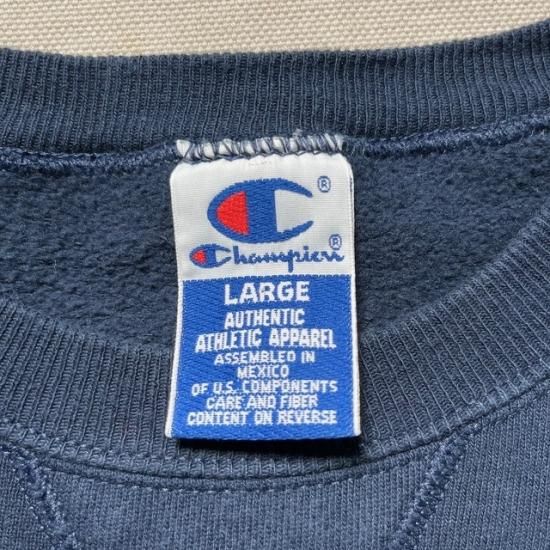 ®
Champion®
LARGE
AUTHENTIC
ATHLETIC APPAREL
ASSEMBLED IN
MEXICO
OF U.S. COMPONENTS
CARE AND FIBER
CONTENT ON REVERSE